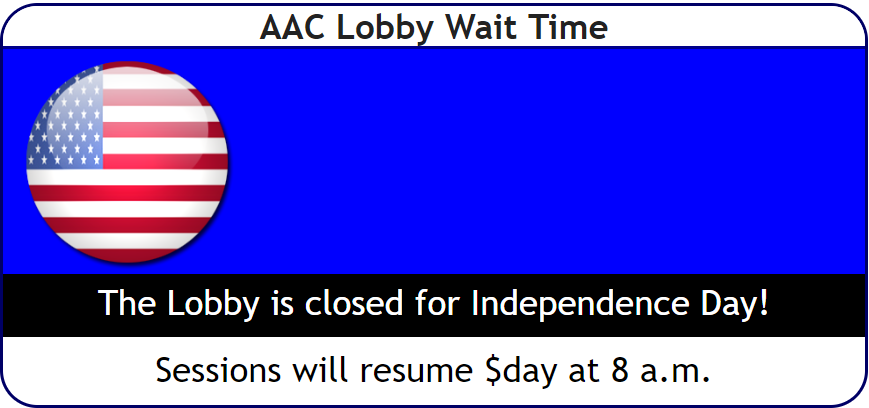 AAC Lobby Wait Time
The Lobby is closed for Independence Day!
Sessions will resume $day at 8 a.m.